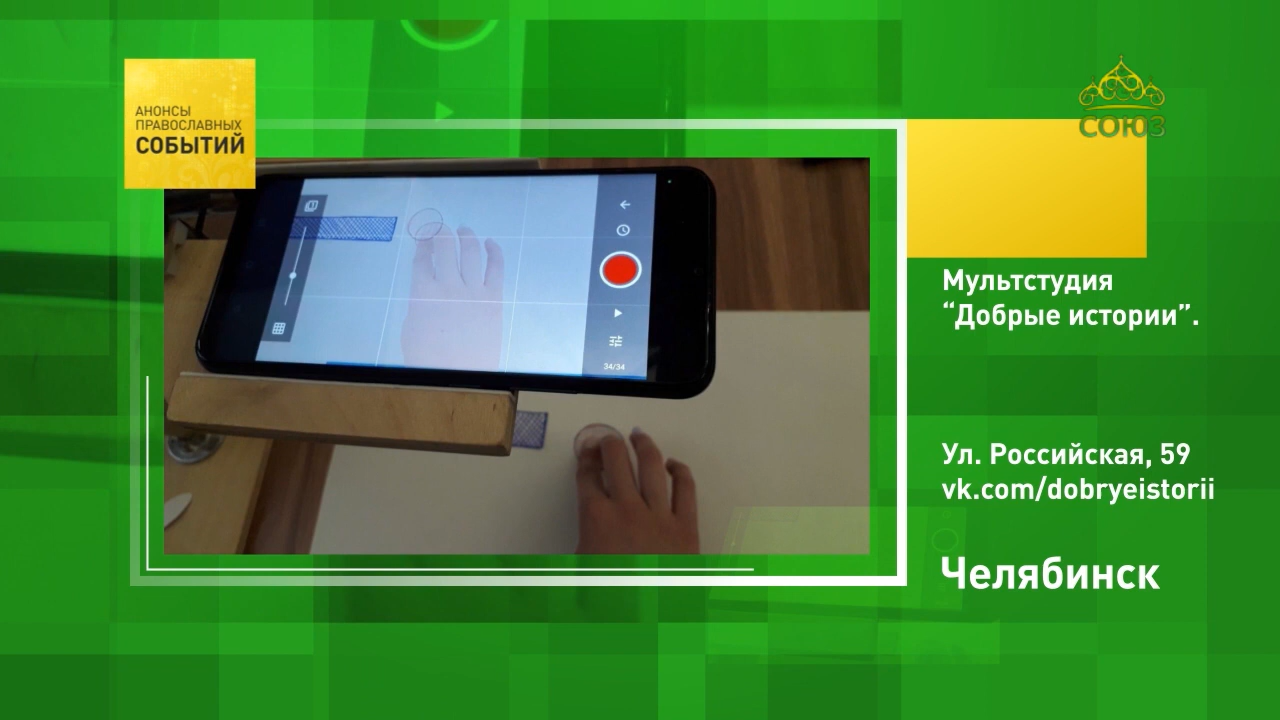 АНОНСЫ
ПРАВОСЛАВНЫХ
СОБЫТИЙ
СОЮЗ
34/34
Мультстудия
“Добрые истории”.
Ул. Российская, 59
vk.com/dobryeistorii
Челябинск